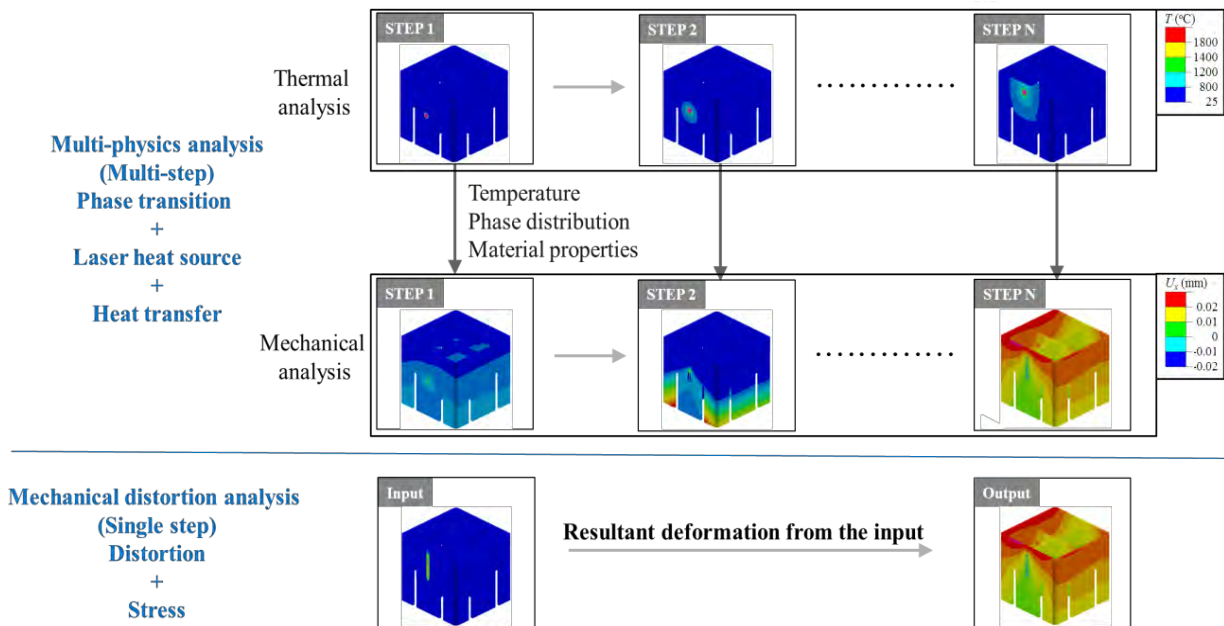 STEP 1
STEP 2
STEP N
T (°C)
1800
1400
1200
800
25
Thermal
analysis
Multi-physics analysis
(Multi-step)
Phase transition
+
Laser heat source
+
Heat transfer
Temperature
Phase distribution
Material properties
STEP 1
STEP 2
STEP N
Ux (mm)
0.02
0.01
0
-0.01
-0.02
Mechanical
analysis
Mechanical distortion analysis
(Single step)
Distortion
+
Stress
Input
Resultant deformation from the input
Output